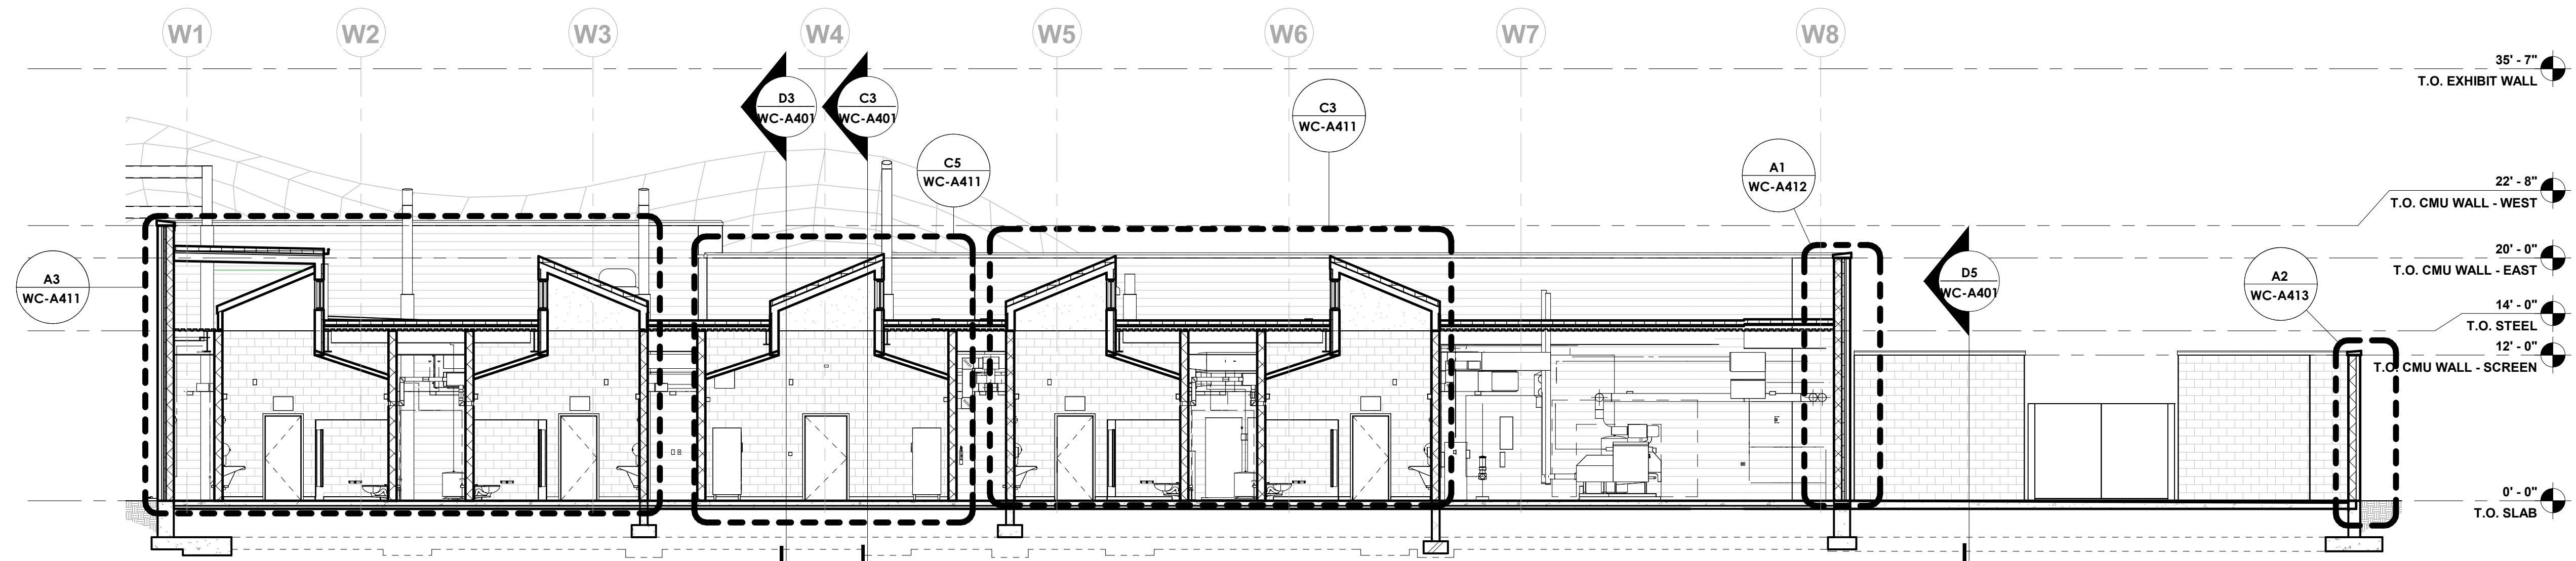 W1
W2
W3
W4
W5
W6
W7
W8
35' - 7"
T.O. EXHIBIT WALL
D3
WC-A401
C3
WC-A401
C3
WC-A411
C5
WC-A411
A1
WC-A412
22' - 8"
T.O. CMU WALL - WEST
20' - 0"
T.O. CMU WALL - EAST
A3
WC-A411
D5
WC-A401
A2
WC-A413
14' - 0"
T.O. STEEL
12' - 0"
T.O. CMU WALL - SCREEN
0' - 0"
T.O. SLAB